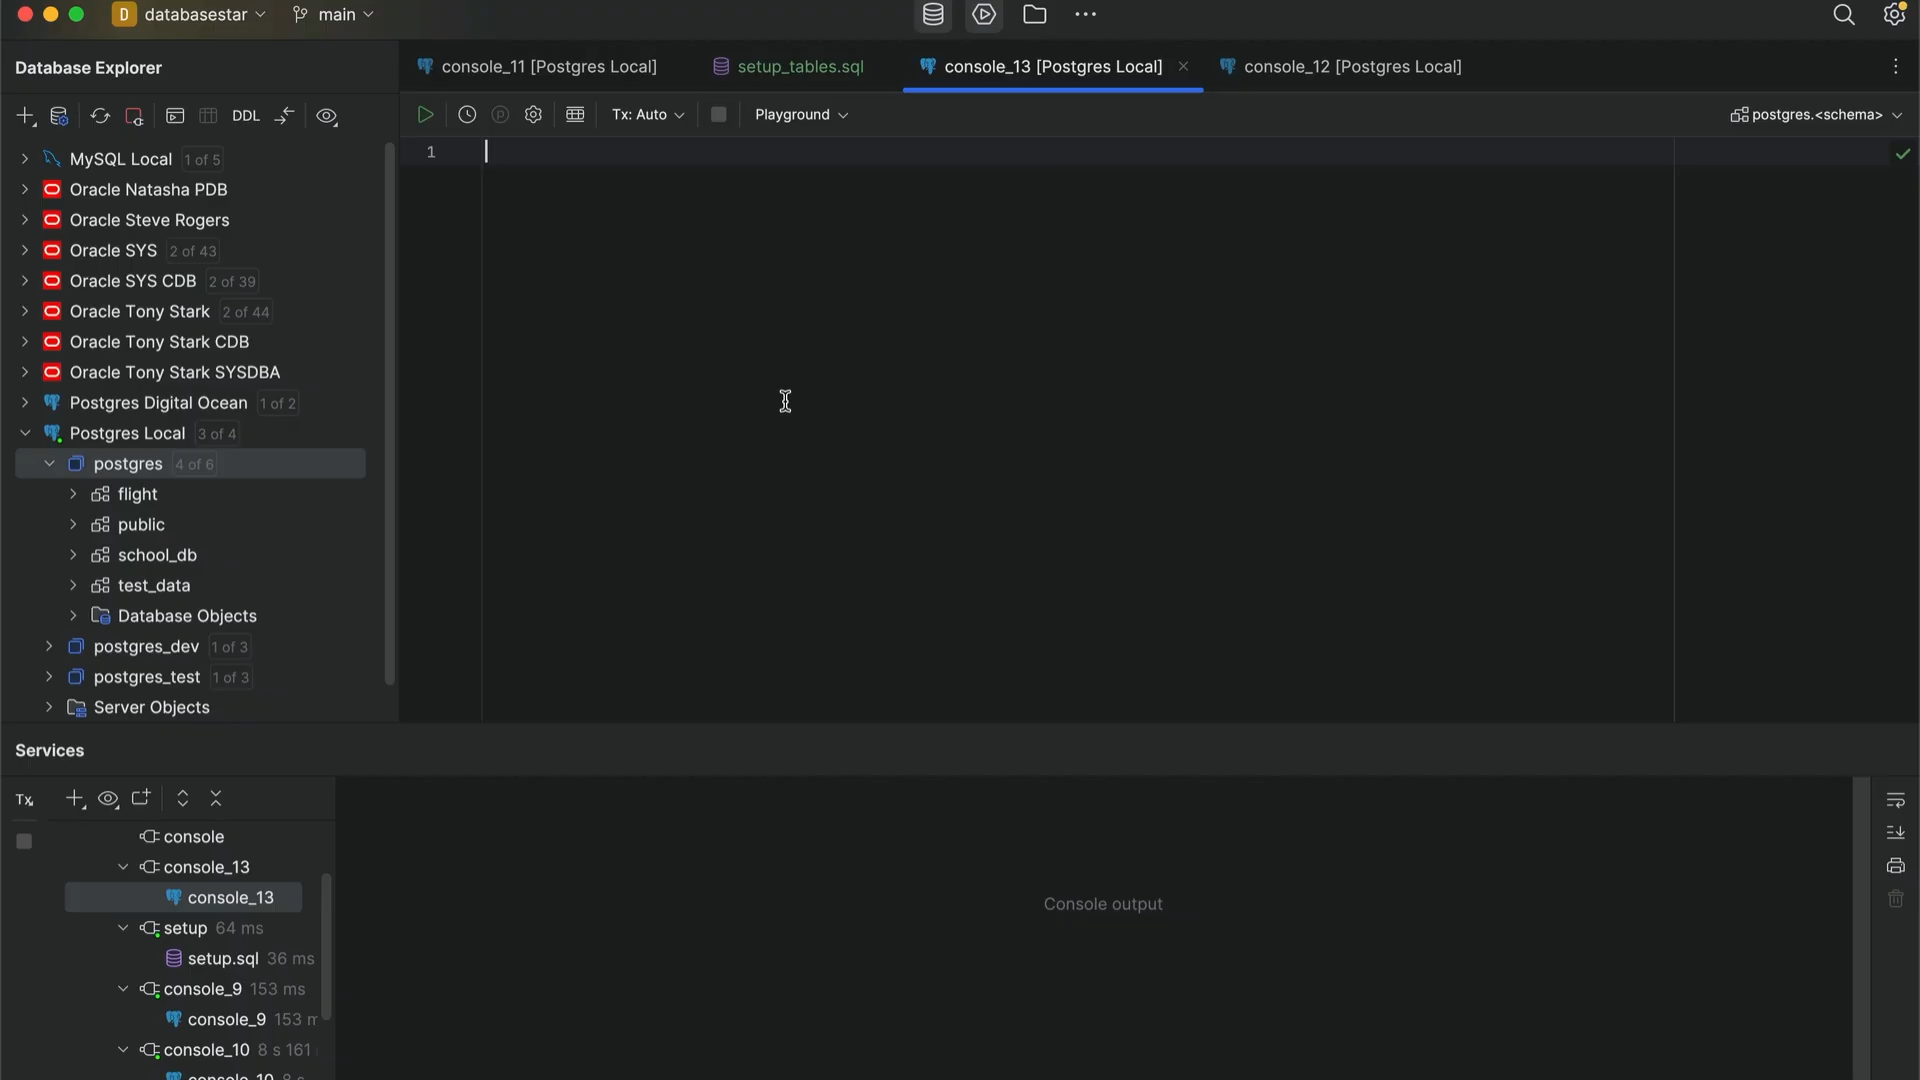 D databasestar main
Database Explorer
console_11 [Postgres Local] setup_tables.sql console_13 [Postgres Local] console_12 [Postgres Local]
DDL
Tx: Auto Playground postgres.<schema>
1
MySQL Local 1 of 5
Oracle Natasha PDB
Oracle Steve Rogers
Oracle SYS 2 of 43
Oracle SYS CDB 2 of 39
Oracle Tony Stark 2 of 44
Oracle Tony Stark CDB
Oracle Tony Stark SYSDBA
Postgres Digital Ocean 1 of 2
Postgres Local 3 of 4
postgres 4 of 6
flight
public
school_db
test_data
Database Objects
postgres_dev 1 of 3
postgres_test 1 of 3
Server Objects
Services
Tx
console
console_13
console_13
setup 64 ms
setup.sql 36 ms
console_9 153 ms
console_9 153 m
console_10 8 s 161
console_10 8 s
Console output